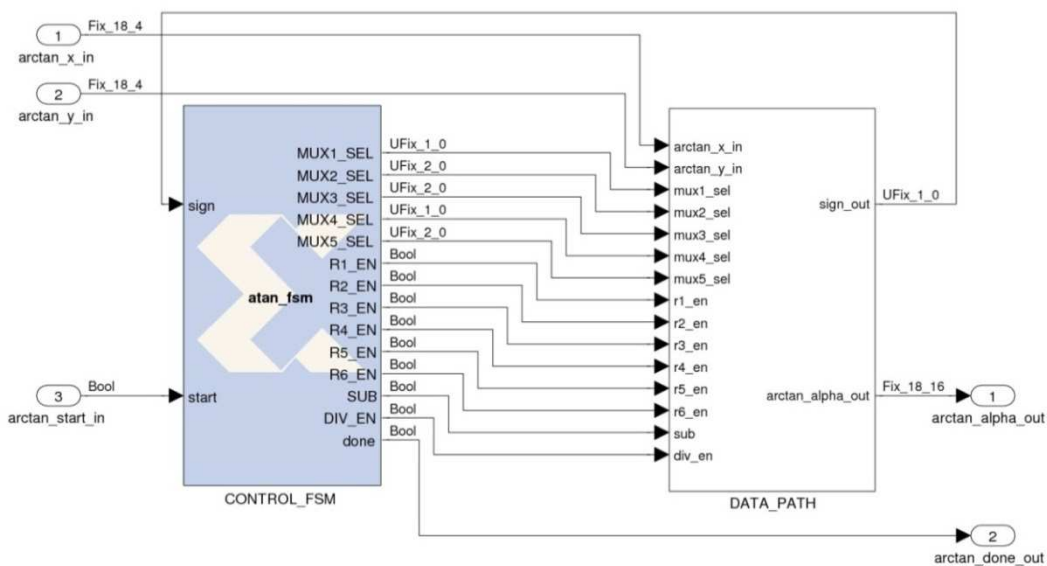 1
Fix_18_4
arctan_x_in
2
Fix_18_4
arctan_y_in
3
Bool
arctan_start_in
sign
start
atan_fsm
MUX1_SEL
MUX2_SEL
MUX3_SEL
MUX4_SEL
MUX5_SEL
R1_EN
R2_EN
R3_EN
R4_EN
R5_EN
R6_EN
SUB
DIV_EN
done
CONTROL_FSM
UFix_1_0
UFix_2_0
UFix_2_0
UFix_1_0
UFix_2_0
Bool
Bool
Bool
Bool
Bool
Bool
Bool
Bool
Bool
arctan_x_in
arctan_y_in
mux1_sel
mux2_sel
mux3_sel
mux4_sel
mux5_sel
r1_en
r2_en
r3_en
r4_en
r5_en
r6_en
sub
div_en
sign_out
arctan_alpha_out
DATA_PATH
UFix_1_0
Fix_18_16
1
arctan_alpha_out
2
arctan_done_out